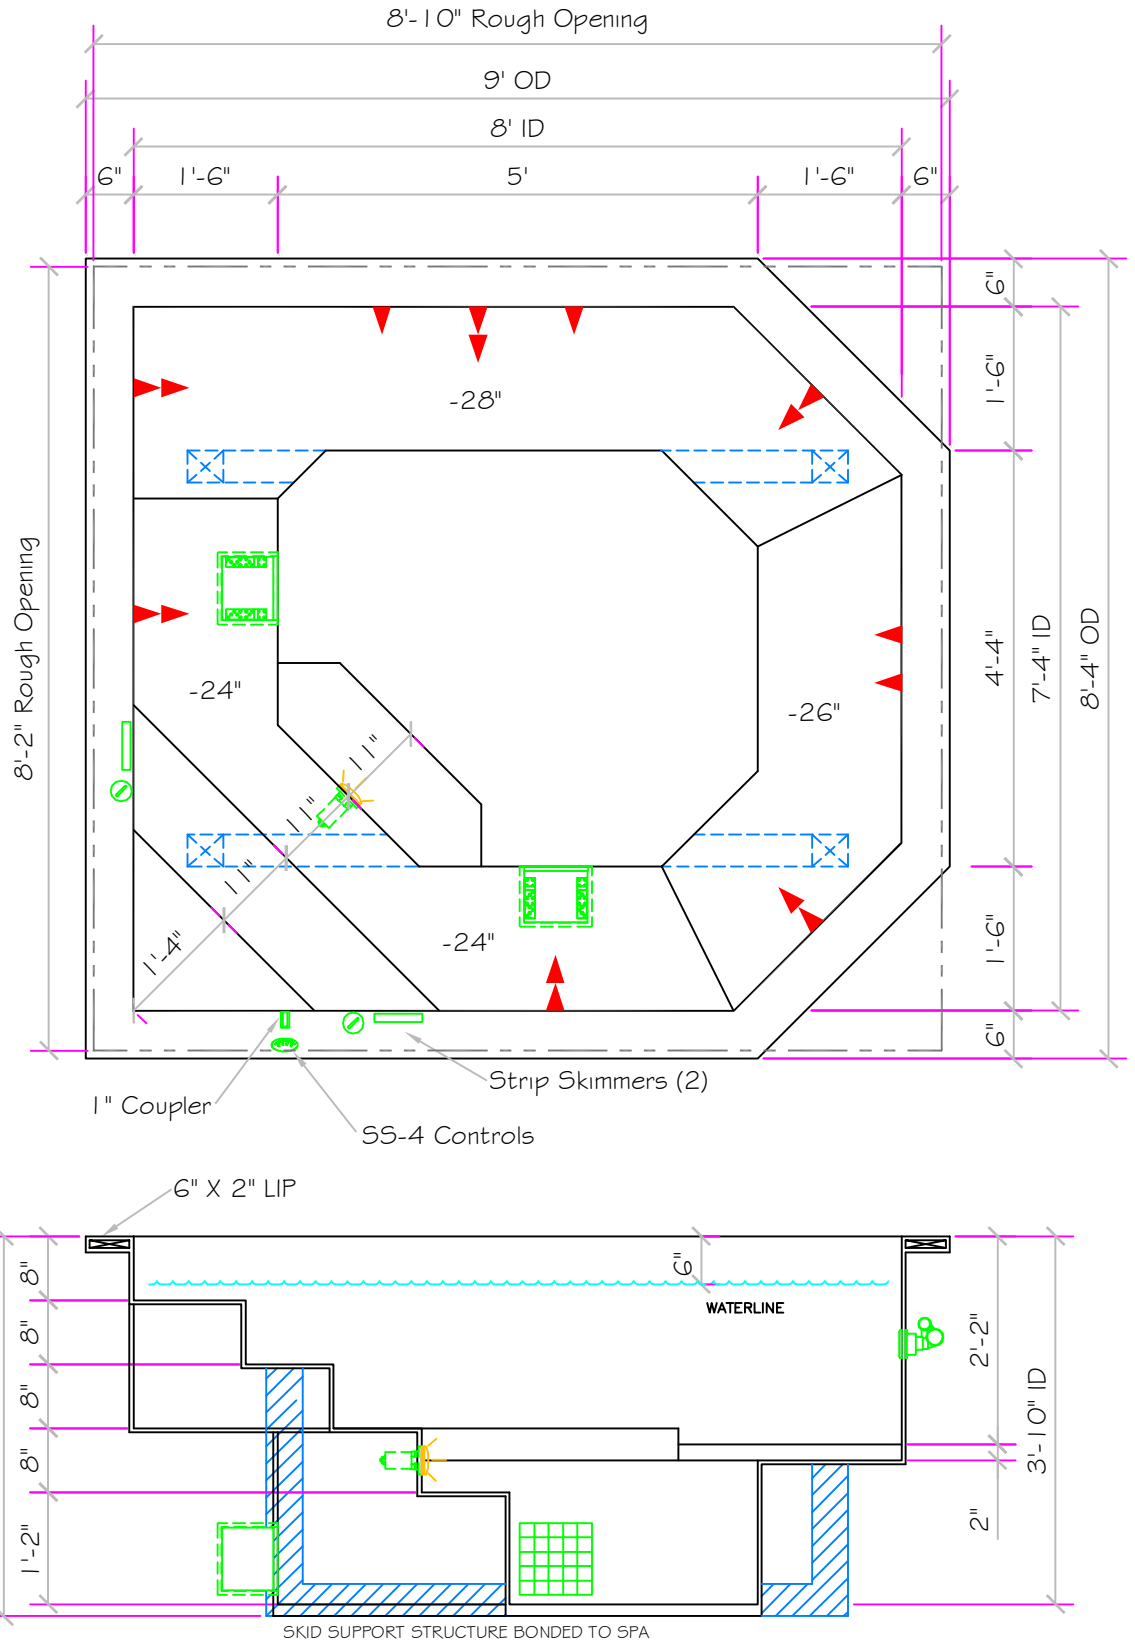 8'-10" Rough Opening
9' OD
8' ID
6" 1'-6" 5' 1'-6" 6"
6"
1'-6"
-28"
8'-2" Rough Opening
4'-4"
7'-4" ID
8'-4" OD
-24"
-26"
11"
11"
11"
1'-4"
-24"
1'-6"
6"
Strip Skimmers (2)
1" Coupler
SS-4 Controls
6" X 2" LIP
8"
6"
WATERLINE
8"
2'-2"
8"
3'-10" ID
8"
2"
1'-2"
SKID SUPPORT STRUCTURE BONDED TO SPA